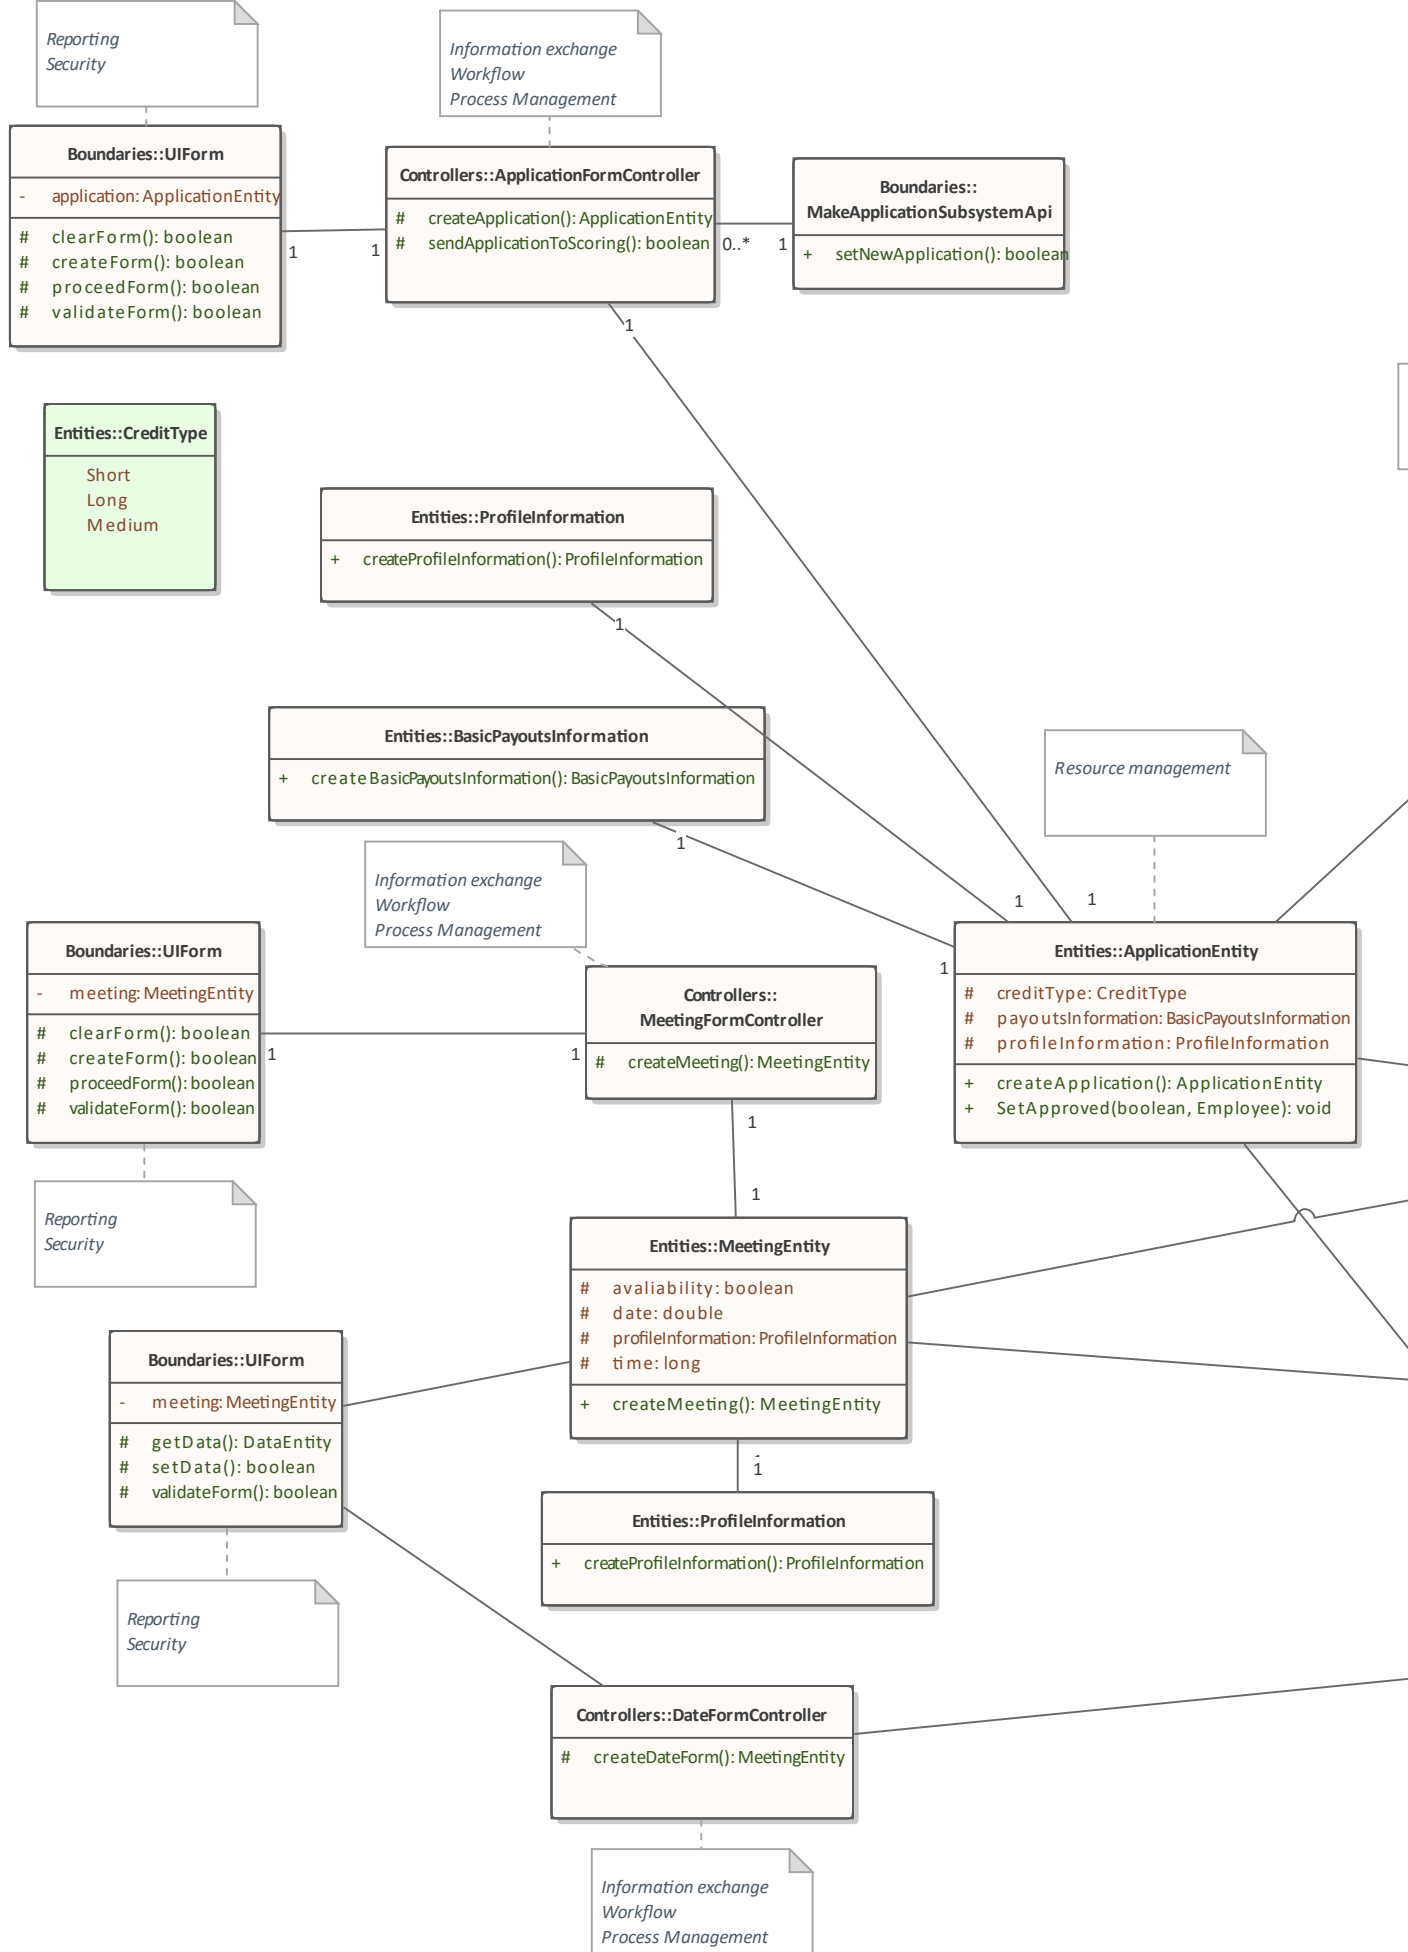 Reporting
Security
Information exchange
Workflow
Process Management
Boundaries::UIForm
- application: ApplicationEntity
# clearForm(): boolean
# createForm(): boolean
# proceedForm(): boolean
# validateForm(): boolean
1
1
Controllers::ApplicationFormController
# createApplication(): ApplicationEntity
# sendApplicationToScoring(): boolean
0..*
1
1
Boundaries::
MakeApplicationSubsystemApi
+ setNewApplication(): boolean
Entities::CreditType
Short
Long
Medium
Entities::ProfileInformation
+ createProfileInformation(): ProfileInformation
1
Entities::BasicPayoutsInformation
+ createBasicPayoutsInformation(): BasicPayoutsInformation
1
Resource management
Information exchange
Workflow
Process Management
1
1
1
Entities::ApplicationEntity
# creditType: CreditType
# payoutsInformation: BasicPayoutsInformation
# profileInformation: ProfileInformation
+ createApplication(): ApplicationEntity
+ SetApproved(boolean, Employee): void
Boundaries::UIForm
- meeting: MeetingEntity
# clearForm(): boolean
# createForm(): boolean
# proceedForm(): boolean
# validateForm(): boolean
1
1
Controllers::
MeetingFormController
# createMeeting(): MeetingEntity
1
1
Reporting
Security
Entities::MeetingEntity
# avaliability: boolean
# date: double
# profileInformation: ProfileInformation
# time: long
+ createMeeting(): MeetingEntity
1
Boundaries::UIForm
- meeting: MeetingEntity
# getData(): DataEntity
# setData(): boolean
# validateForm(): boolean
Entities::ProfileInformation
+ createProfileInformation(): ProfileInformation
Reporting
Security
Controllers::DateFormController
# createDateForm(): MeetingEntity
Information exchange
Workflow
Process Management